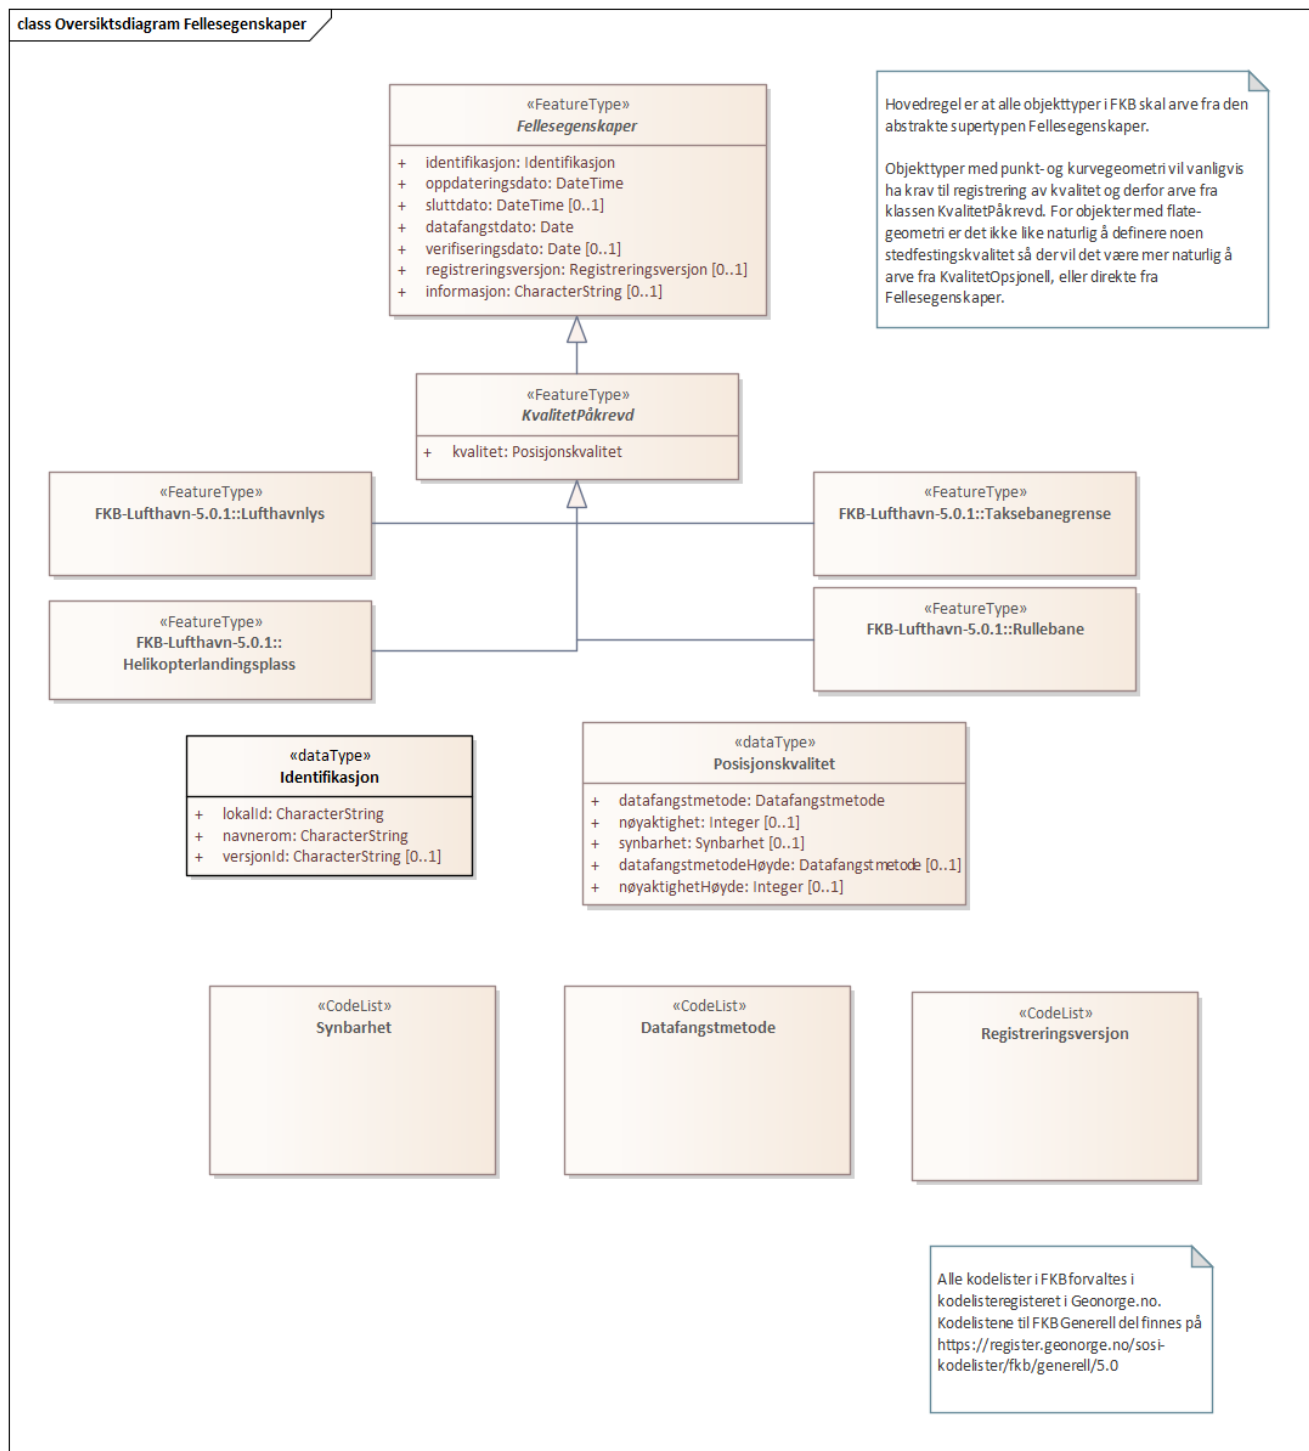 class Oversiktsdiagram Fellesegenskaper
«FeatureType»
Fellesegenskaper
+ identifikasjon: Identifikasjon
+ oppdateringsdato: DateTime
+ sluttdato: DateTime [0..1]
+ datafangstdato: Date
+ verifiseringsdato: Date [0..1]
+ registreringsversjon: Registreringsversjon [0..1]
+ informasjon: CharacterString [0..1]
Hovedregel er at alle objekttyper i FKB skal arve fra den
abstrakte supertypen Fellesegenskaper.
Objekttyper med punkt- og kurvegeometri vil vanligvis
ha krav til registrering av kvalitet og derfor arve fra
klassen KvalitetPåkrevd. For objekter med flate-
geometri er det ikke like naturlig å definere noen
stedfestingskvalitet så der vil det være mer naturlig å
arve fra KvalitetOpsjonell, eller direkte fra
Fellesegenskaper.
«FeatureType»
KvalitetPåkrevd
+ kvalitet: Posisjonskvalitet
«FeatureType»
FKB-Lufthavn-5.0.1::Lufthavnlys
«FeatureType»
FKB-Lufthavn-5.0.1::Taksebanegrense
«FeatureType»
FKB-Lufthavn-5.0.1::
Helikopterlandingsplass
«FeatureType»
FKB-Lufthavn-5.0.1::Rullebane
«dataType»
Identifikasjon
+ lokalId: CharacterString
+ navnerom: CharacterString
+ versjonId: CharacterString [0..1]
«dataType»
Posisjonskvalitet
+ datafangstmetode: Datafangstmetode
+ nøyaktighet: Integer [0..1]
+ synbarhet: Synbarhet [0..1]
+ datafangstmetodeHøyde: Datafangstmetode [0..1]
+ nøyaktighetHøyde: Integer [0..1]
«CodeList»
Synbarhet
«CodeList»
Datafangstmetode
«CodeList»
Registreringsversjon
Alle kodelister i FKB forvaltes i
kodelisteregisteret i Geonorge.no.
Kodelistene til FKB Generell del finnes på
https://register.geonorge.no/sosi-
kodelister/fkb/generell/5.0